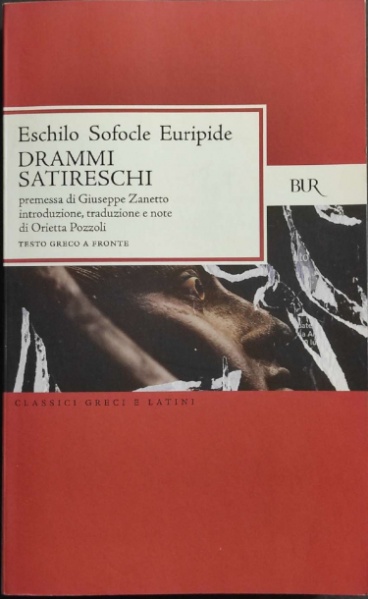 Eschilo Sofocle Euripide
DRAMMI
SATIRESCHI
premessa di Giuseppe Zanetto
introduzione, traduzione e note
di Orietta Pozzoli
TESTO GRECO A FRONTE
BUR
CLASSICI GRECI E LATINI